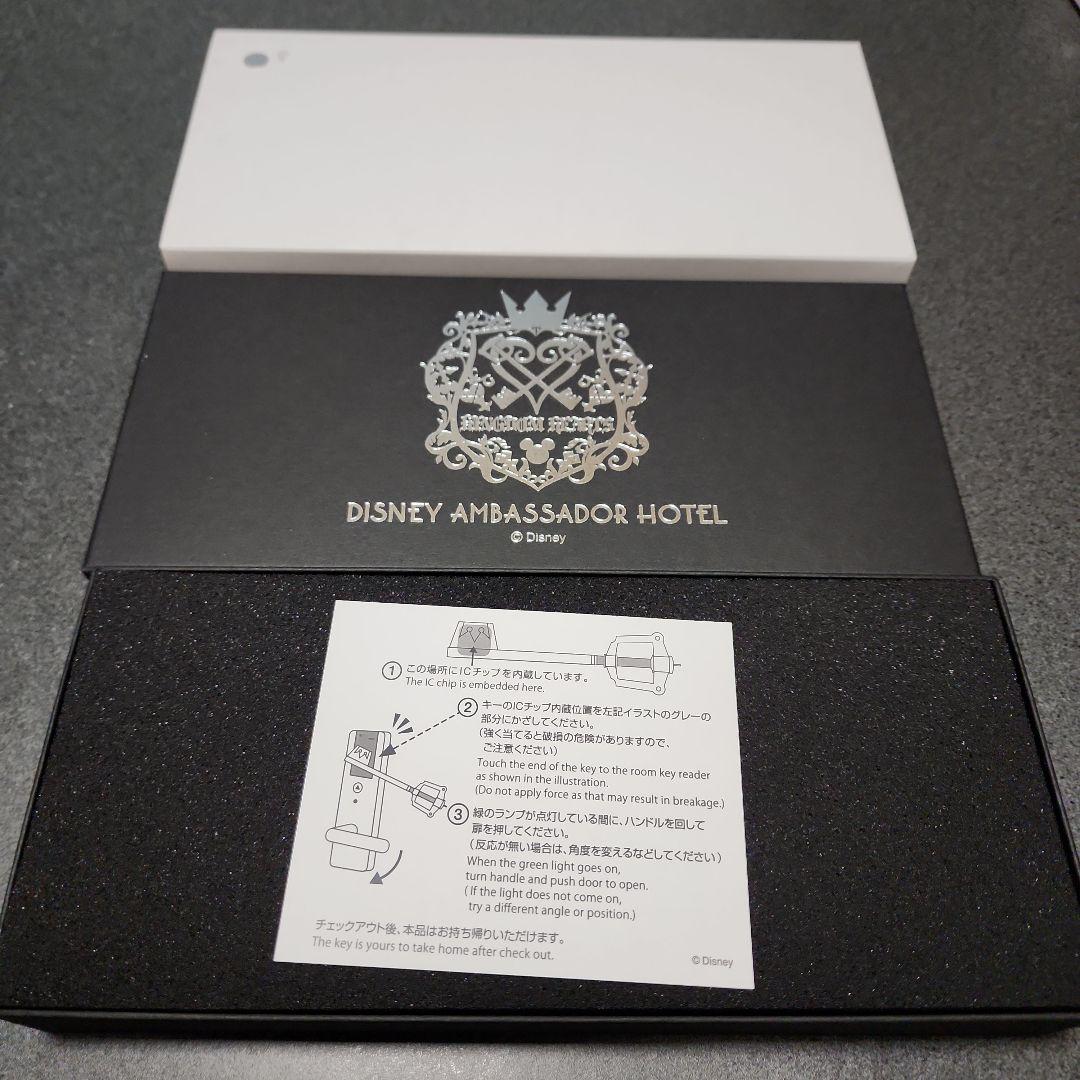 KINGDOM HEARTS
DISNEY AMBASSADOR HOTEL
© Disney
① この場所にICチップを内蔵しています。
The IC chip is embedded here.
② キーのICチップ内蔵位置を左記イラストのグレーの
部分にかざしてください。
(強く当てると破損の危険がありますので、
ご注意ください)
Touch the end of the key to the room key reader
as shown in the illustration.
(Do not apply force as that may result in breakage.)
③ 緑のランプが点灯している間に、ハンドルを回して
扉を押してください。
(反応が無い場合は、角度を変えるなどしてください)
When the green light goes on,
turn handle and push door to open.
( If the light does not come on,
try a different angle or position.)
チェックアウト後、本品はお持ち帰りいただけます。
The key is yours to take home after check out.
© Disney